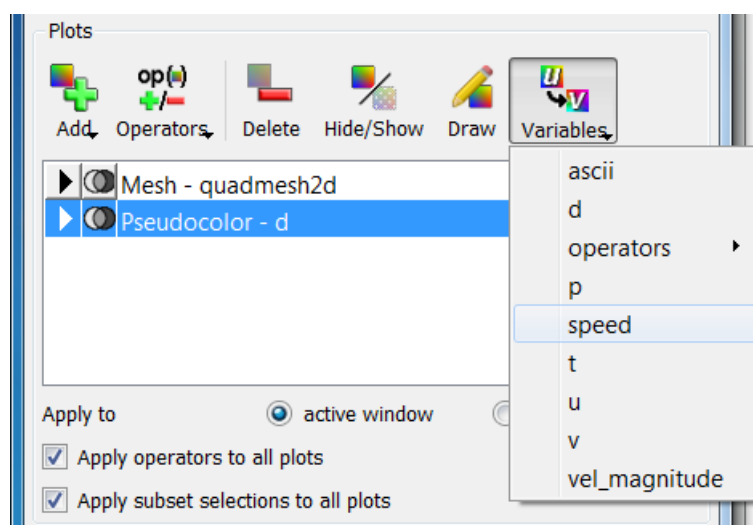 Plots
op()
+/-
Add Operators Delete Hide/Show Draw Variables
U
V
Mesh - quadmesh2d
Pseudocolor - d
ascii
d
operators
p
speed
t
u
v
vel_magnitude
Apply to active window
Apply operators to all plots
Apply subset selections to all plots